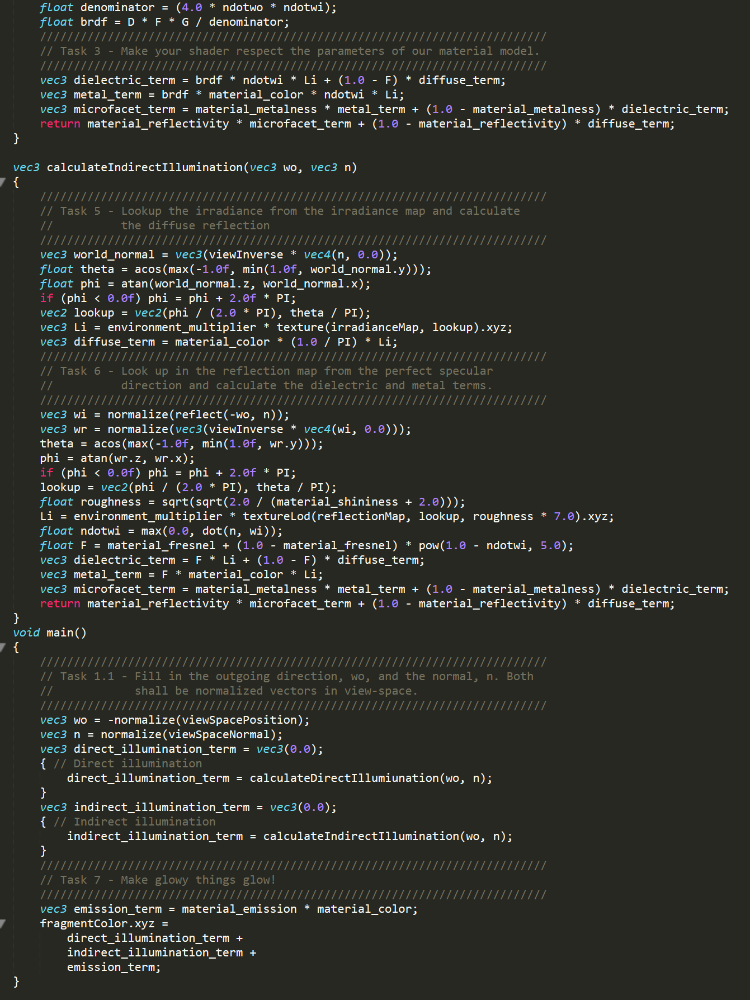 float denominator = (4.0 * ndotwo * ndotwi);
float brdf = D * F * G / denominator;
///////////////////////////////////////////////////////////////////////////
// Task 3 - Make your shader respect the parameters of our material model.
///////////////////////////////////////////////////////////////////////////
vec3 dielectric_term = brdf * ndotwi * Li + (1.0 - F) * diffuse_term;
vec3 metal_term = brdf * material_color * ndotwi * Li;
vec3 microfacet_term = material_metalness * metal_term + (1.0 - material_metalness) * dielectric_term;
return material_reflectivity * microfacet_term + (1.0 - material_reflectivity) * diffuse_term;
}
vec3 calculateIndirectIllumination(vec3 wo, vec3 n)
{
///////////////////////////////////////////////////////////////////////////
// Task 5 - Lookup the irradiance from the irradiance map and calculate
//          the diffuse reflection
///////////////////////////////////////////////////////////////////////////
vec3 world_normal = vec3(viewInverse * vec4(n, 0.0));
float theta = acos(max(-1.0f, min(1.0f, world_normal.y)));
float phi = atan(world_normal.z, world_normal.x);
if (phi < 0.0f) phi = phi + 2.0f * PI;
vec2 lookup = vec2(phi / (2.0 * PI), theta / PI);
vec3 Li = environment_multiplier * texture(irradianceMap, lookup).xyz;
vec3 diffuse_term = material_color * (1.0 / PI) * Li;
///////////////////////////////////////////////////////////////////////////
// Task 6 - Look up in the reflection map from the perfect specular
//          direction and calculate the dielectric and metal terms.
///////////////////////////////////////////////////////////////////////////
vec3 wi = normalize(reflect(-wo, n));
vec3 wr = normalize(vec3(viewInverse * vec4(wi, 0.0)));
theta = acos(max(-1.0f, min(1.0f, wr.y)));
phi = atan(wr.z, wr.x);
if (phi < 0.0f) phi = phi + 2.0f * PI;
lookup = vec2(phi / (2.0 * PI), theta / PI);
float roughness = sqrt(sqrt(2.0 / (material_shininess + 2.0)));
Li = environment_multiplier * textureLod(reflectionMap, lookup, roughness * 7.0).xyz;
float ndotwi = max(0.0, dot(n, wi));
float F = material_fresnel + (1.0 - material_fresnel) * pow(1.0 - ndotwi, 5.0);
vec3 dielectric_term = F * Li + (1.0 - F) * diffuse_term;
vec3 metal_term = F * material_color * Li;
vec3 microfacet_term = material_metalness * metal_term + (1.0 - material_metalness) * dielectric_term;
return material_reflectivity * microfacet_term + (1.0 - material_reflectivity) * diffuse_term;
}
void main()
{
///////////////////////////////////////////////////////////////////////////
// Task 1.1 - Fill in the outgoing direction, wo, and the normal, n. Both
//            shall be normalized vectors in view-space.
///////////////////////////////////////////////////////////////////////////
vec3 wo = -normalize(viewSpacePosition);
vec3 n = normalize(viewSpaceNormal);
vec3 direct_illumination_term = vec3(0.0);
{ // Direct illumination
direct_illumination_term = calculateDirectIllumiunation(wo, n);
}
vec3 indirect_illumination_term = vec3(0.0);
{ // Indirect illumination
indirect_illumination_term = calculateIndirectIllumination(wo, n);
}
///////////////////////////////////////////////////////////////////////////
// Task 7 - Make glowy things glow!
///////////////////////////////////////////////////////////////////////////
vec3 emission_term = material_emission * material_color;
fragmentColor.xyz =
direct_illumination_term +
indirect_illumination_term +
emission_term;
}